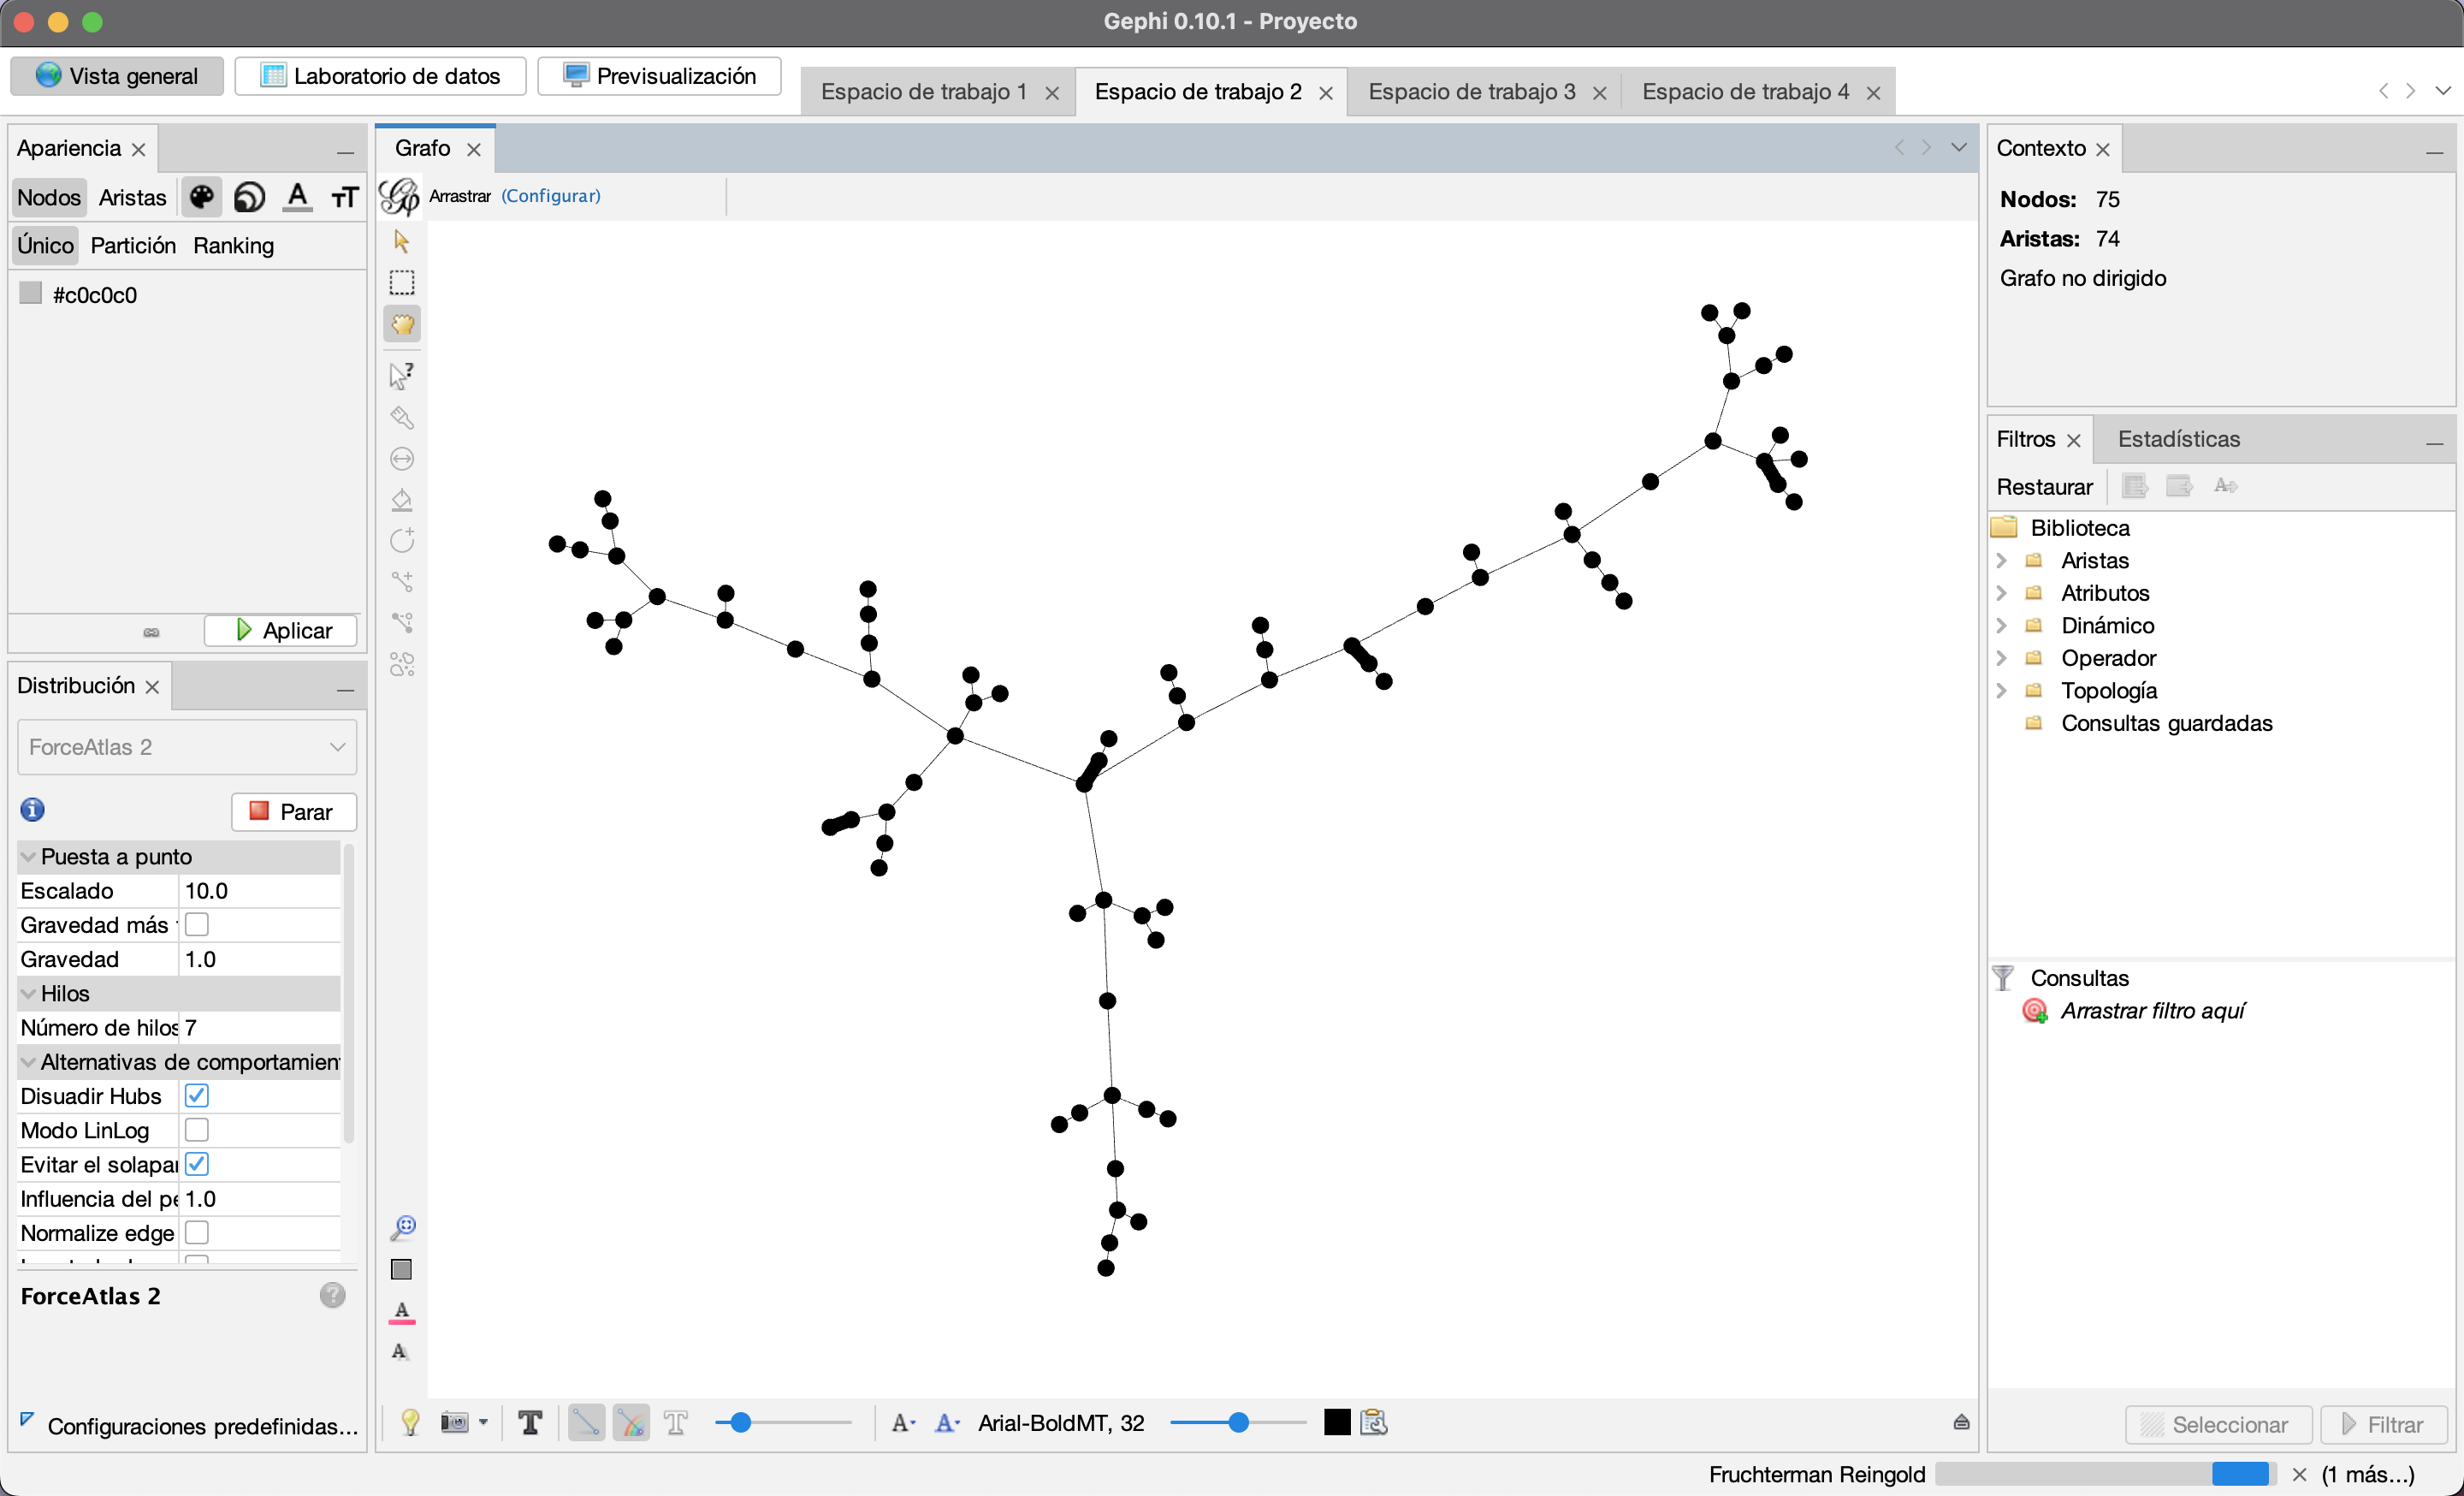 Gephi 0.10.1 - Proyecto
Vista general
Laboratorio de datos
Previsualización
Espacio de trabajo 1
Espacio de trabajo 2
Espacio de trabajo 3
Espacio de trabajo 4
Apariencia
Nodos Aristas
Único Partición Ranking
#c0c0c0
Aplicar
Distribución
ForceAtlas 2
Parar
Puesta a punto
Escalado 10.0
Gravedad más
Gravedad 1.0
Hilos
Número de hilos 7
Alternativas de comportamien
Disuadir Hubs
Modo LinLog
Evitar el solapa
Influencia del pe 1.0
Normalize edge
ForceAtlas 2
Configuraciones predefinidas...
Grafo
Arrastrar (Configurar)
Arial-BoldMT, 32
Contexto
Nodos: 75
Aristas: 74
Grafo no dirigido
Filtros Estadísticas
Restaurar
Biblioteca
Aristas
Atributos
Dinámico
Operador
Topología
Consultas guardadas
Consultas
Arrastrar filtro aquí
Seleccionar Filtrar
Fruchterman Reingold (1 más...)